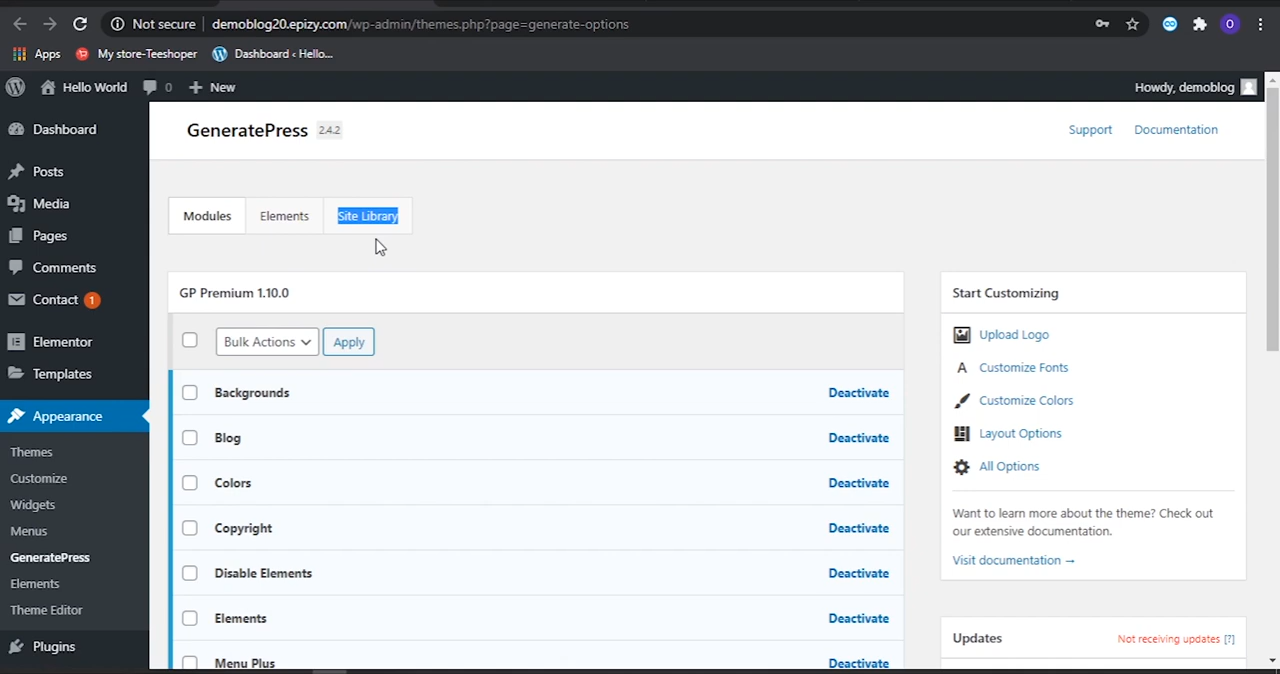 Not secure demoblog20.epizy.com/wp-admin/themes.php?page=generate-options
O
Apps My store-Teeshoper Dashboard ‹ Hello...
Hello World 0 New Howdy, demoblog
Dashboard
Posts
Media
Pages
Comments
Contact 1
Elementor
Templates
Appearance
Themes
Customize
Widgets
Menus
GeneratePress
Elements
Theme Editor
Plugins
GeneratePress 2.4.2 Support Documentation
Modules Elements Site Library
GP Premium 1.10.0
Bulk Actions Apply
Backgrounds Deactivate
Blog Deactivate
Colors Deactivate
Copyright Deactivate
Disable Elements Deactivate
Elements Deactivate
Menu Plus Deactivate
Start Customizing
Upload Logo
A Customize Fonts
Customize Colors
Layout Options
All Options
Want to learn more about the theme? Check out
our extensive documentation.
Visit documentation →
Updates Not receiving updates [?]